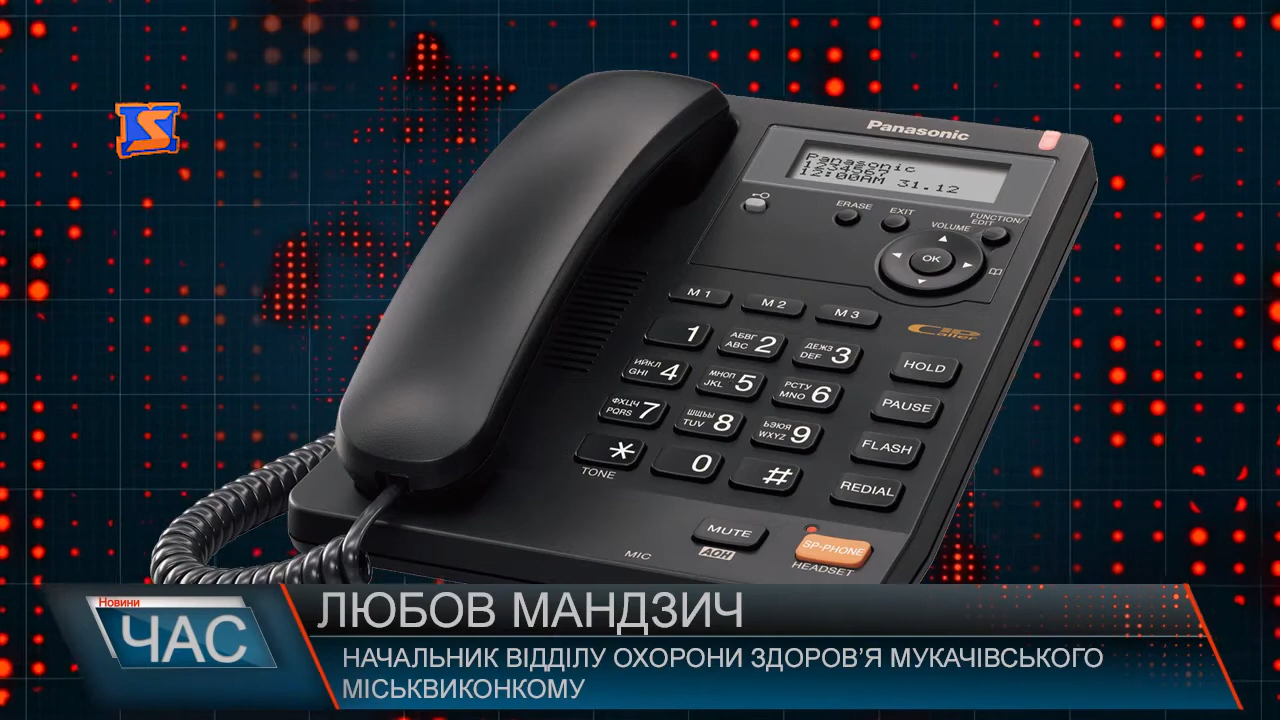 Panasonic
Panasonic
1234567
12:00AM 31.12
ERASE
EXIT
FUNCTION/
EDIT
VOLUME
OK
M 1
M 2
M 3
1
АБВГ
ABC 2
ДЕЖЗ
DEF 3
Caller
ИЙКЛ
GHI 4
МНОП
JKL 5
РСТУ
MNO 6
HOLD
ФХЦЧ
PQRS 7
ШЩЬЫ
TUV 8
ЬЭЮЯ
WXYZ 9
PAUSE
*
0
#
FLASH
TONE
REDIAL
MIC
MUTE
АОН
SP-PHONE
HEADSET
Новини
ЧАС
ЛЮБОВ МАНДЗИЧ
НАЧАЛЬНИК ВІДДІЛУ ОХОРОНИ ЗДОРОВ’Я МУКАЧІВСЬКОГО
МІСЬКВИКОНКОМУ